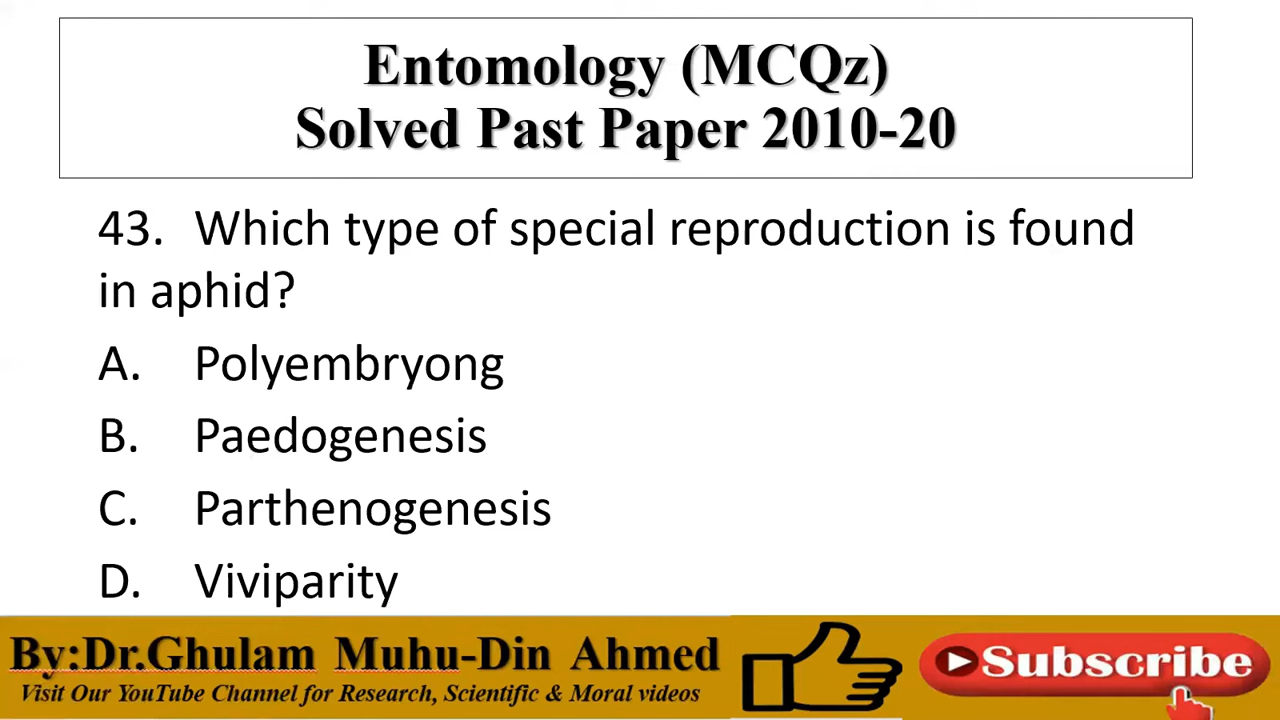 Entomology (MCQz)
Solved Past Paper 2010-20
43. Which type of special reproduction is found
in aphid?
A. Polyembryong
B. Paedogenesis
C. Parthenogenesis
D. Viviparity
By:Dr.Ghulam Muhu-Din Ahmed
Visit Our YouTube Channel for Research, Scientific & Moral videos
Subscribe